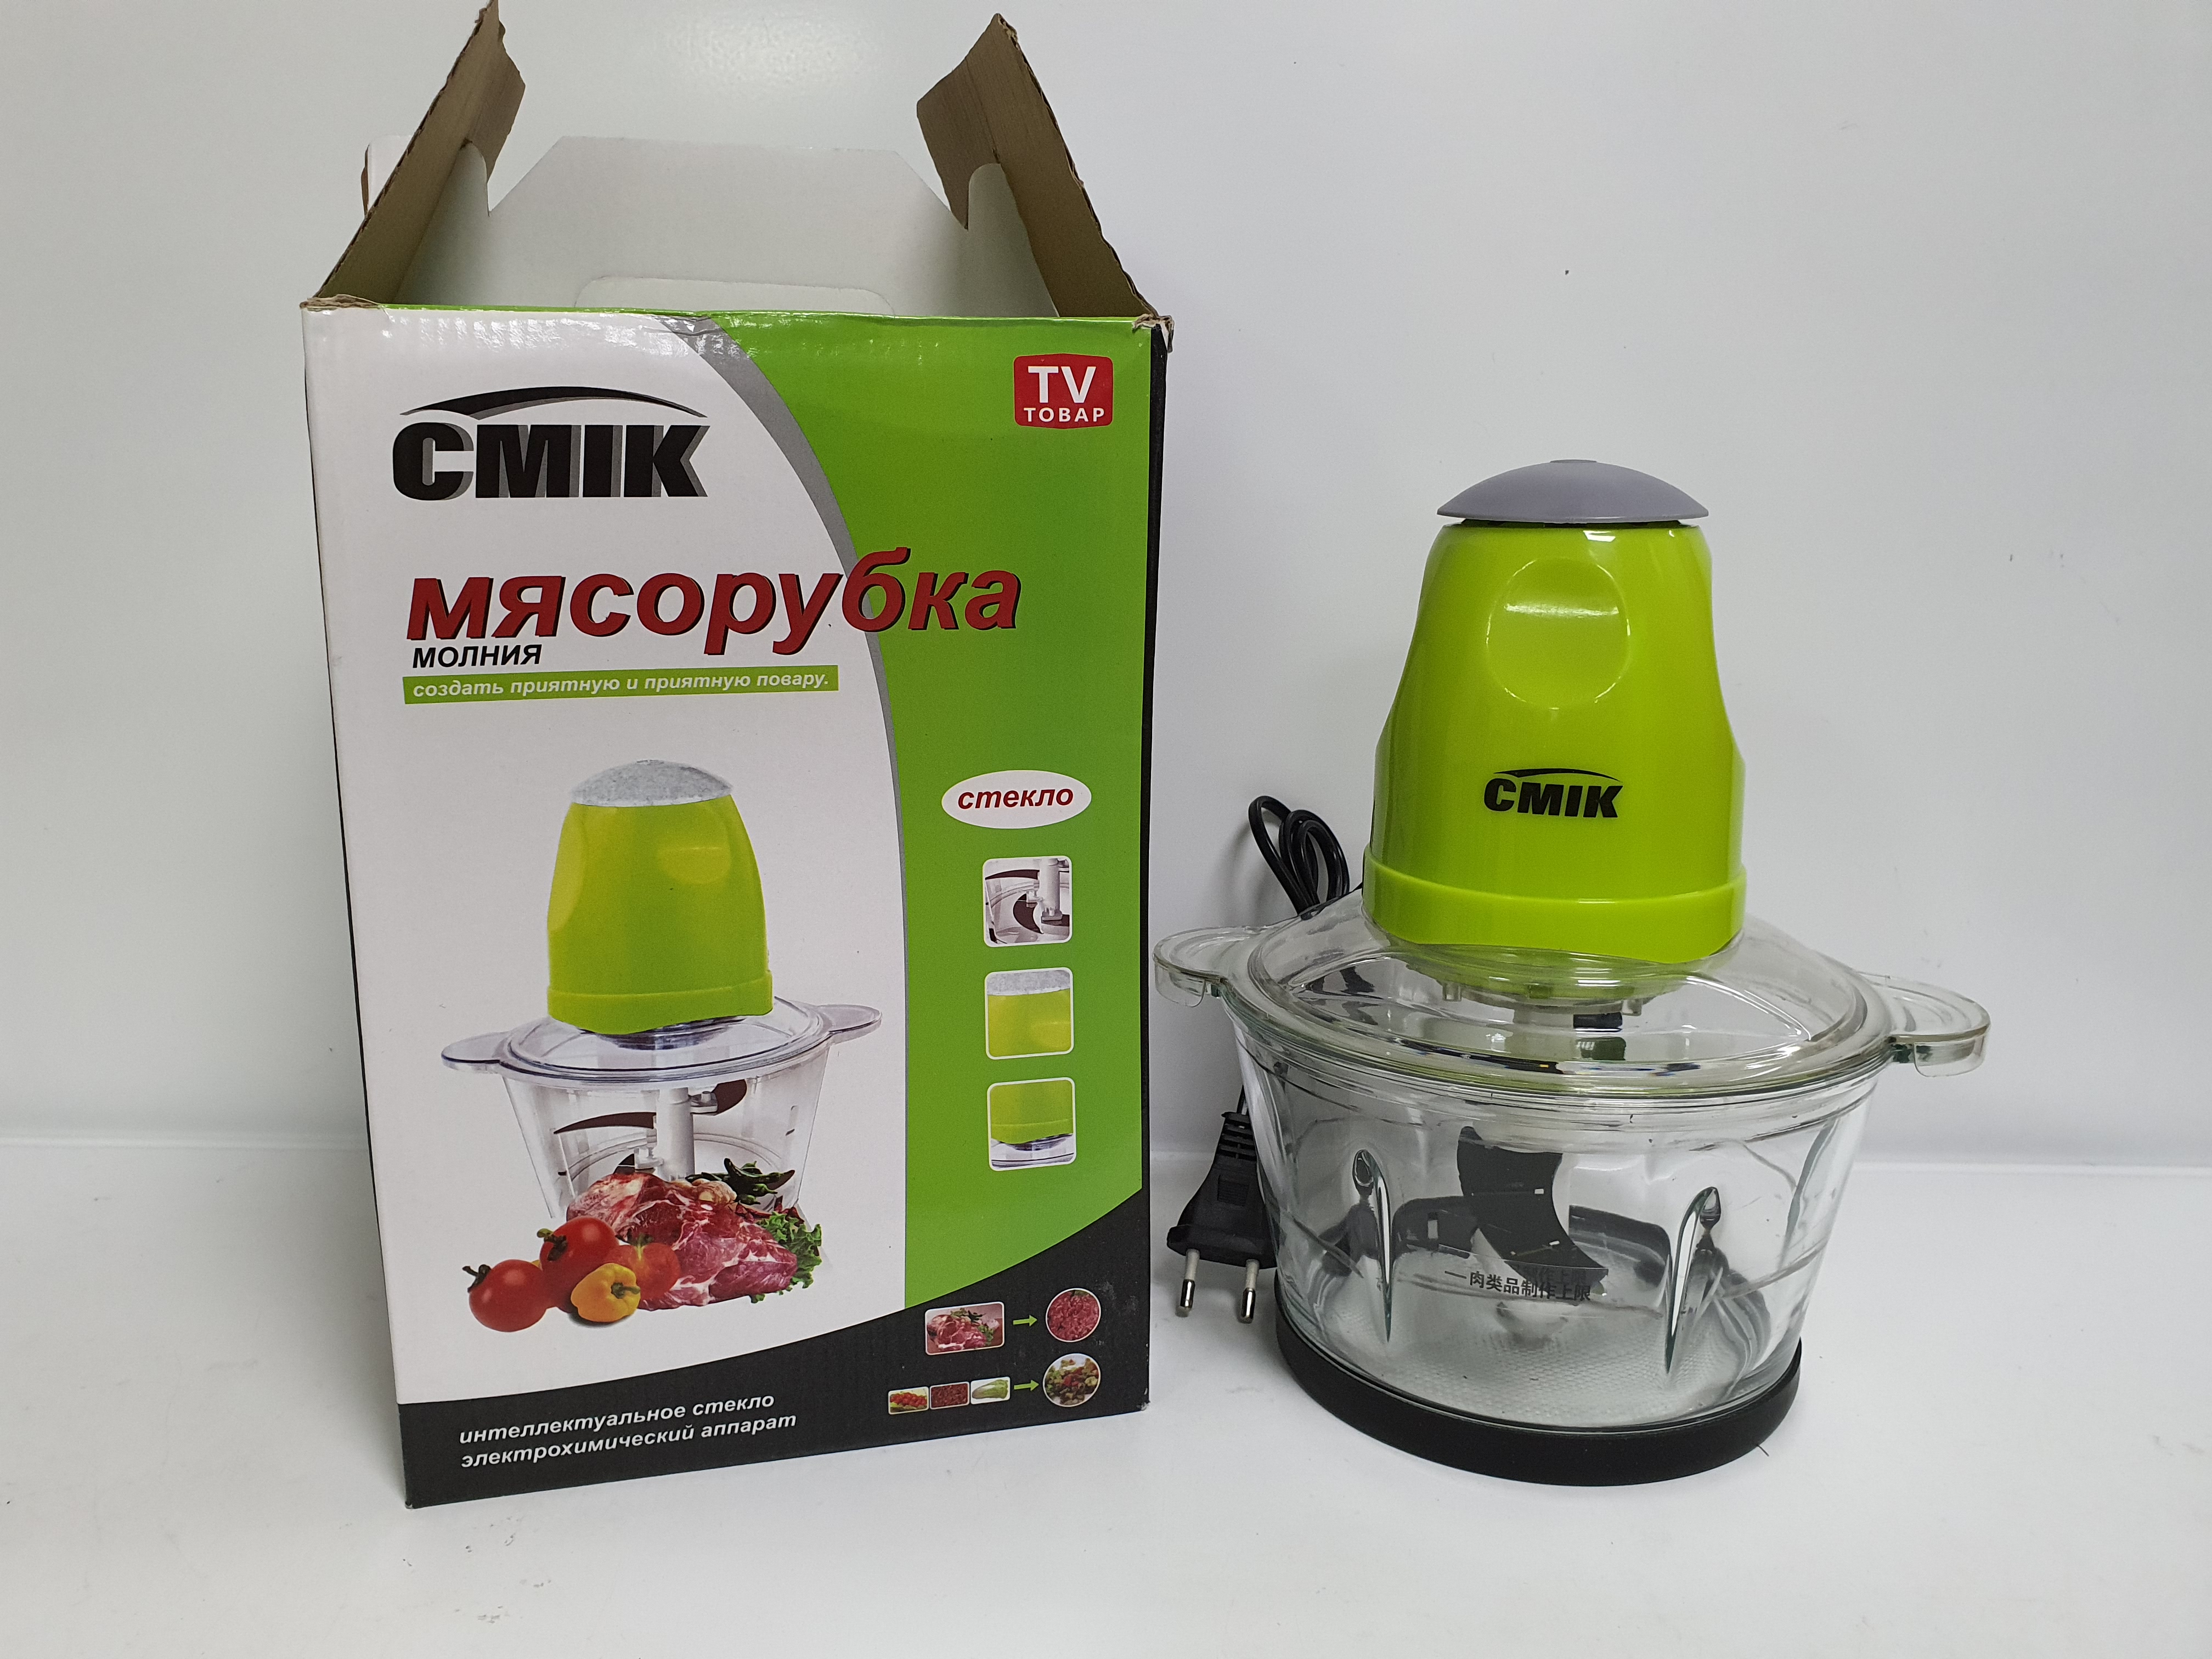 CMIK
TV
ТОВАР
мясорубка
МОЛНИЯ
создать приятную и приятную повару.
стекло
интеллектуальное стекло
электрохимический аппарат
CMIK
一肉类品制作上限